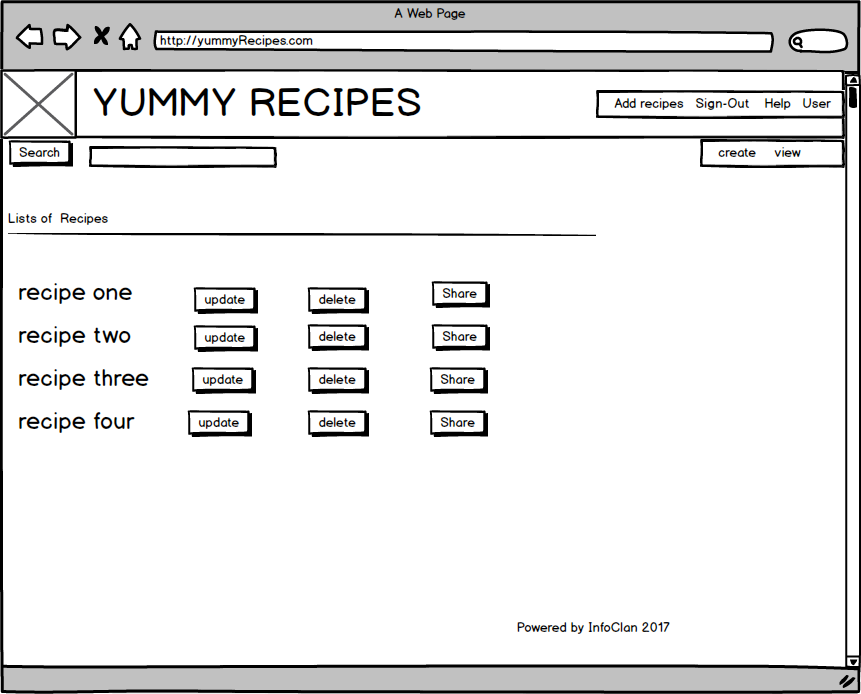 A Web Page
http://yummyRecipes.com
YUMMY RECIPES
Add recipes Sign-Out Help User
Search
create view
Lists of Recipes
recipe one update delete Share
recipe two update delete Share
recipe three update delete Share
recipe four update delete Share
Powered by InfoClan 2017